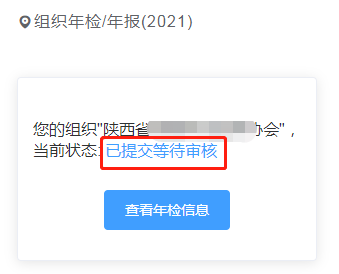 组织年检/年报(2021)
您的组织"陕西省协会",
当前状态:已提交等待审核
查看年检信息